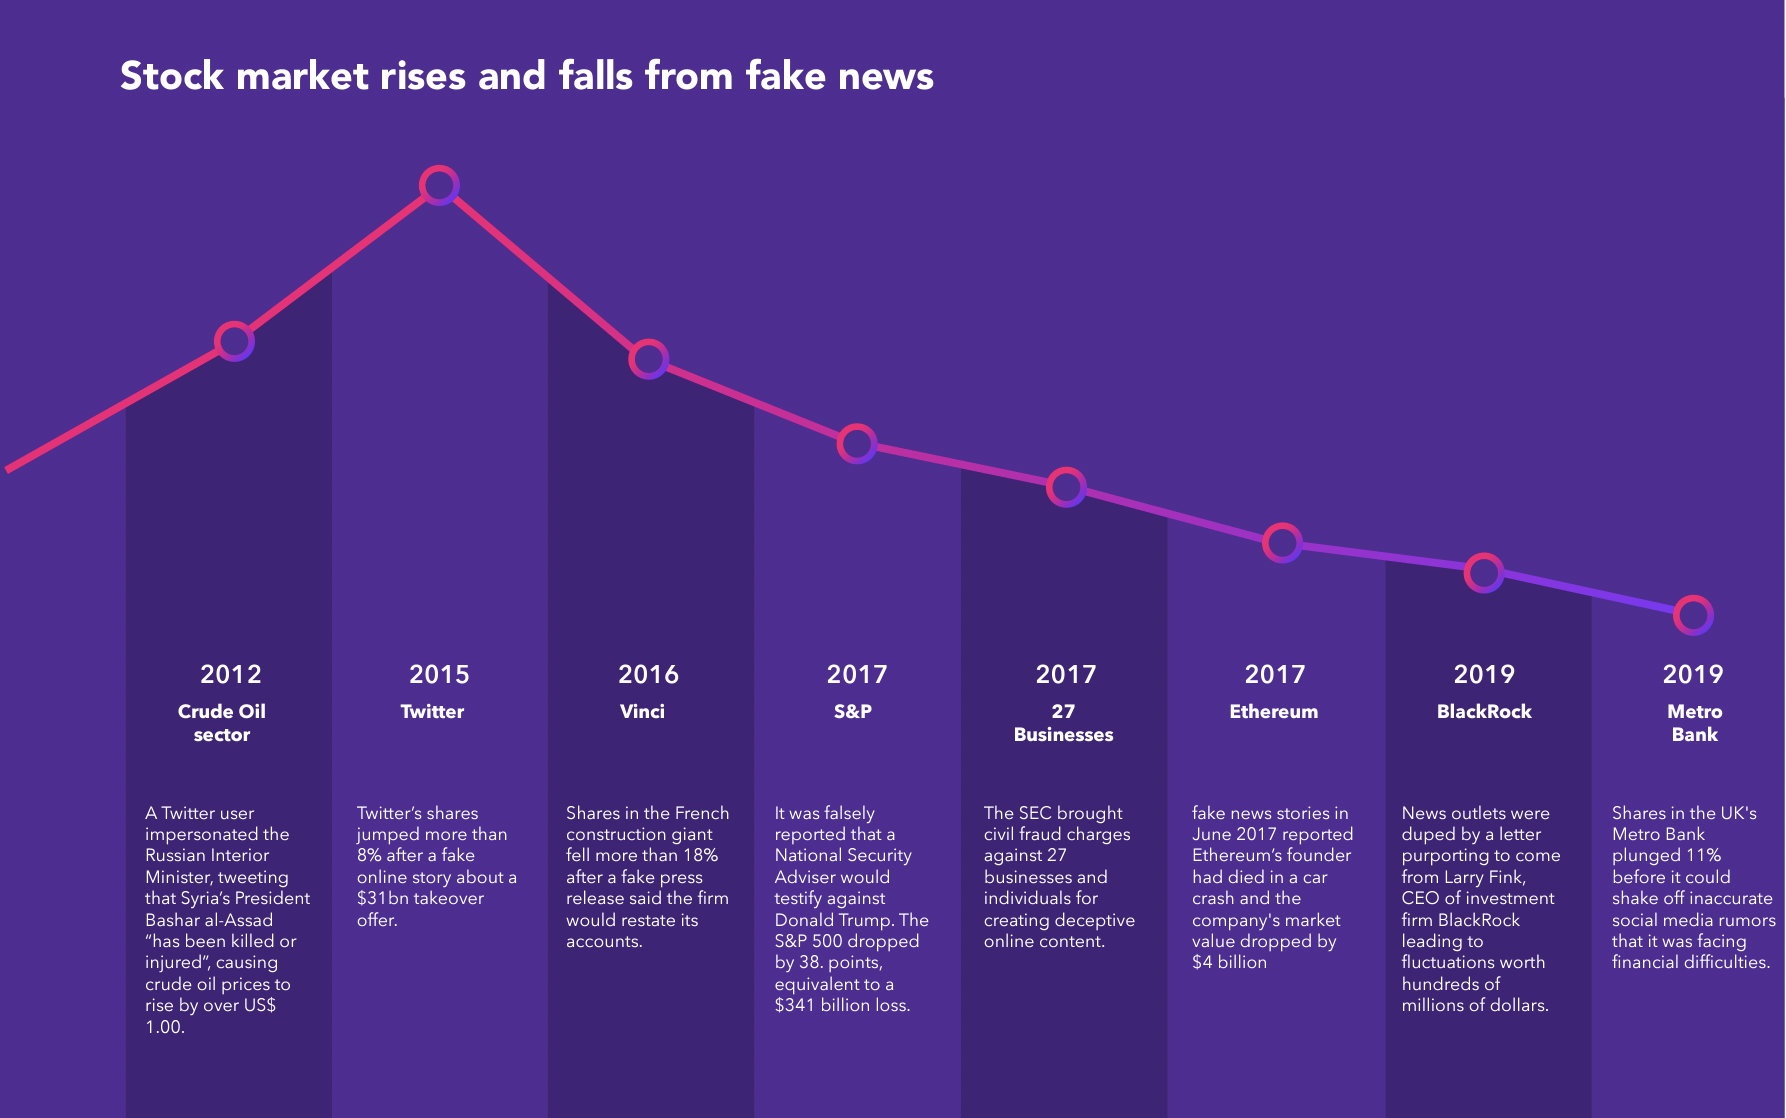 Stock market rises and falls from fake news
2012
Crude Oil
sector
A Twitter user
impersonated the
Russian Interior
Minister, tweeting
that Syria’s President
Bashar al-Assad
“has been killed or
injured”, causing
crude oil prices to
rise by over US$
1.00.
2015
Twitter
Twitter’s shares
jumped more than
8% after a fake
online story about a
$31bn takeover
offer.
2016
Vinci
Shares in the French
construction giant
fell more than 18%
after a fake press
release said the firm
would restate its
accounts.
2017
S&P
It was falsely
reported that a
National Security
Adviser would
testify against
Donald Trump. The
S&P 500 dropped
by 38. points,
equivalent to a
$341 billion loss.
2017
27
Businesses
The SEC brought
civil fraud charges
against 27
businesses and
individuals for
creating deceptive
online content.
2017
Ethereum
fake news stories in
June 2017 reported
Ethereum’s founder
had died in a car
crash and the
company's market
value dropped by
$4 billion
2019
BlackRock
News outlets were
duped by a letter
purporting to come
from Larry Fink,
CEO of investment
firm BlackRock
leading to
fluctuations worth
hundreds of
millions of dollars.
2019
Metro
Bank
Shares in the UK's
Metro Bank
plunged 11%
before it could
shake off inaccurate
social media rumors
that it was facing
financial difficulties.